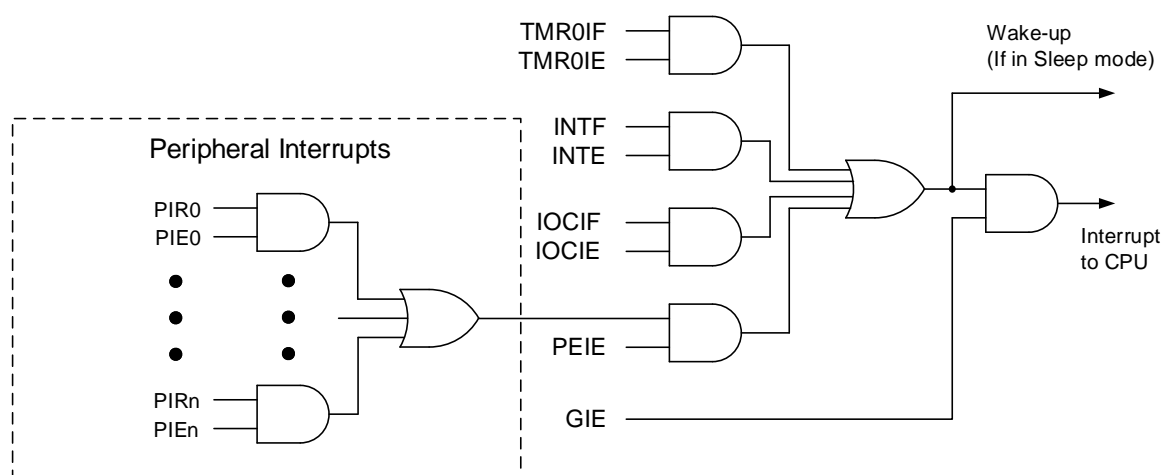 TMR0IF
TMR0IE
Wake-up
(If in Sleep mode)
INTF
INTE
Peripheral Interrupts
PIR0
PIE0
IOCIF
IOCIE
Interrupt
to CPU
PEIE
PIRn
PIEn
GIE